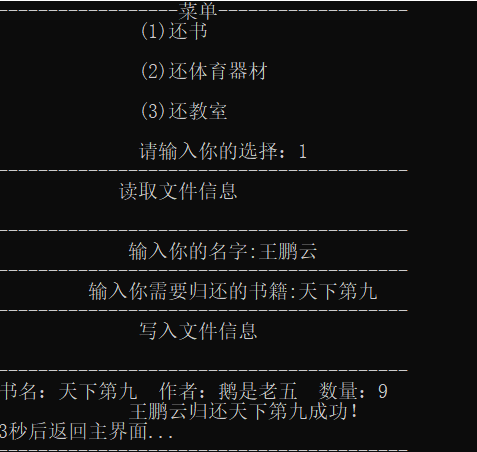 ------------------菜单-------------------
(1)还书
(2)还体育器材
(3)还教室
请输入你的选择：1
-----------------------------------------
读取文件信息
-----------------------------------------
输入你的名字:王鹏云
-----------------------------------------
输入你需要归还的书籍:天下第九
-----------------------------------------
写入文件信息
-----------------------------------------
书名：天下第九  作者：鹅是老五  数量：9
王鹏云归还天下第九成功！
3秒后返回主界面...
-----------------------------------------